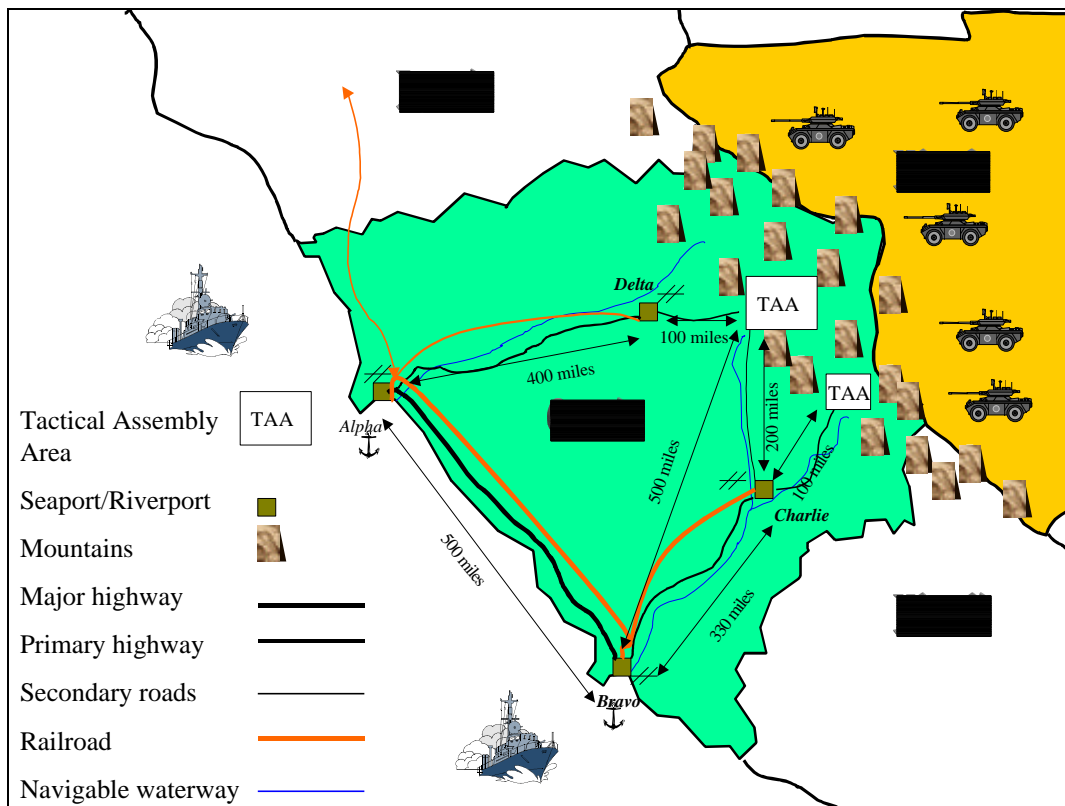 Delta
TAA
100 miles
400 miles
TAA
TAA
Tactical Assembly
Area
Alpha
200 miles
500 miles
100 miles
Seaport/Riverport
Charlie
Mountains
500 miles
Major highway
330 miles
Primary highway
Secondary roads
Bravo
Railroad
Navigable waterway